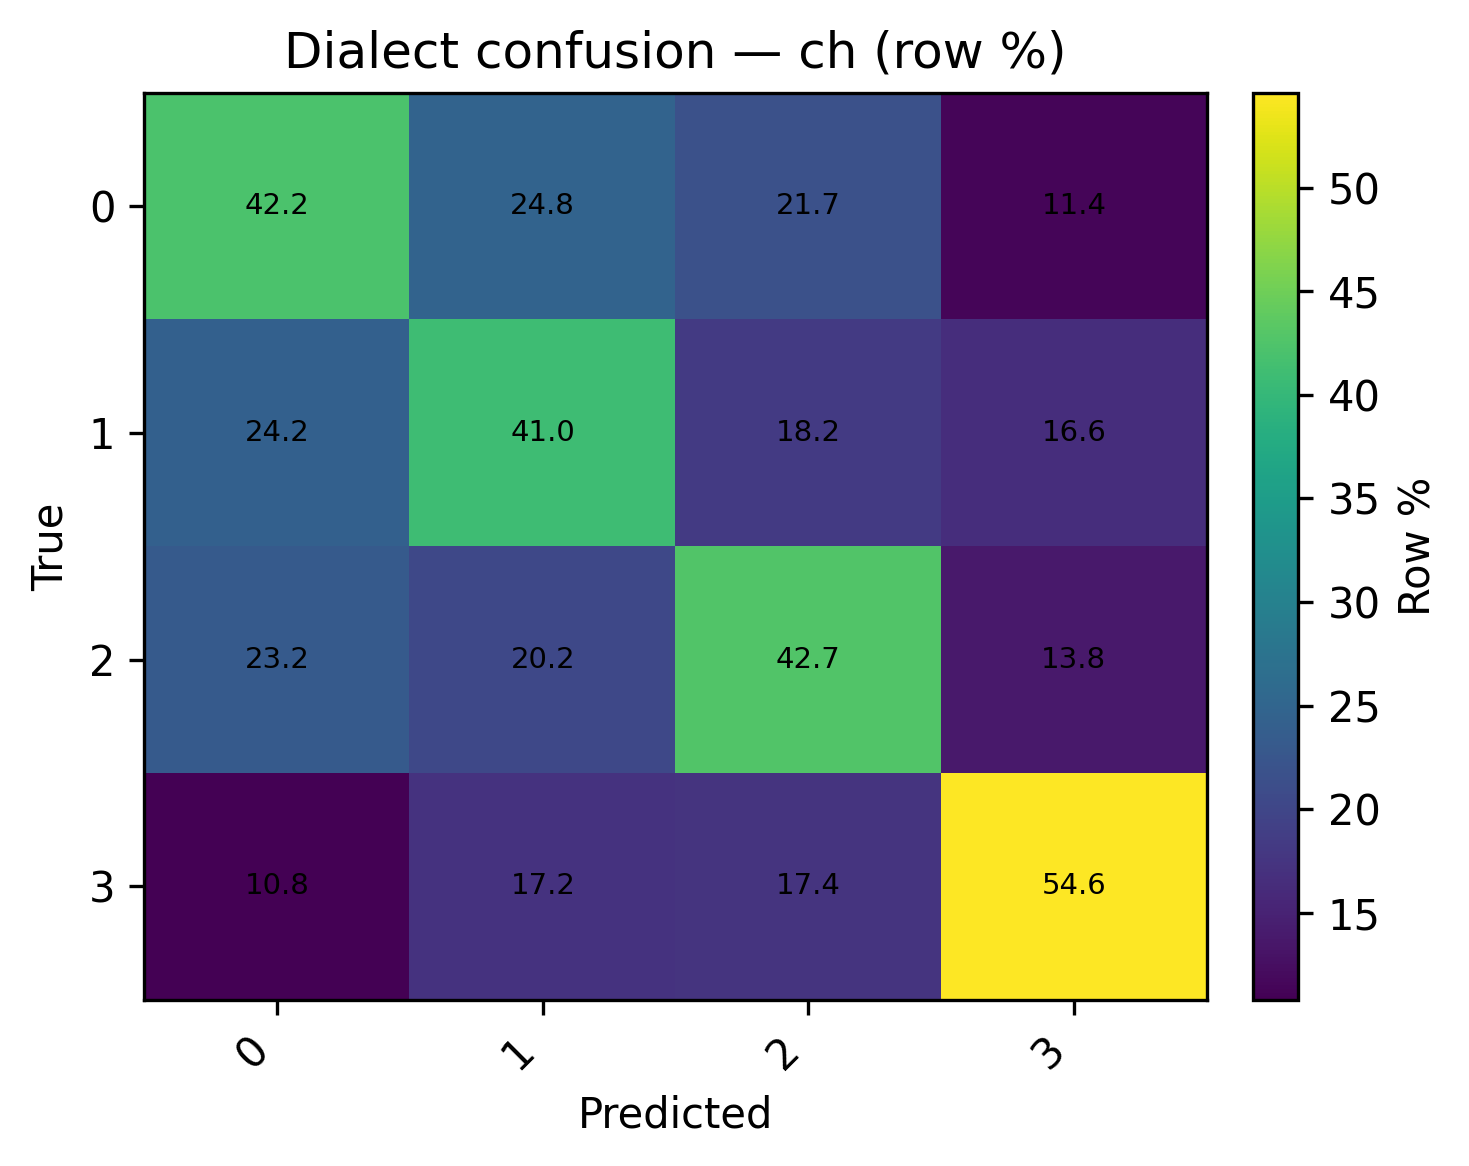 Dialect confusion — ch (row %)
0 42.2 24.8 21.7 11.4
1 24.2 41.0 18.2 16.6
2 23.2 20.2 42.7 13.8
3 10.8 17.2 17.4 54.6
0 1 2 3
Predicted
True
50
45
40
35
30
25
20
15
Row %